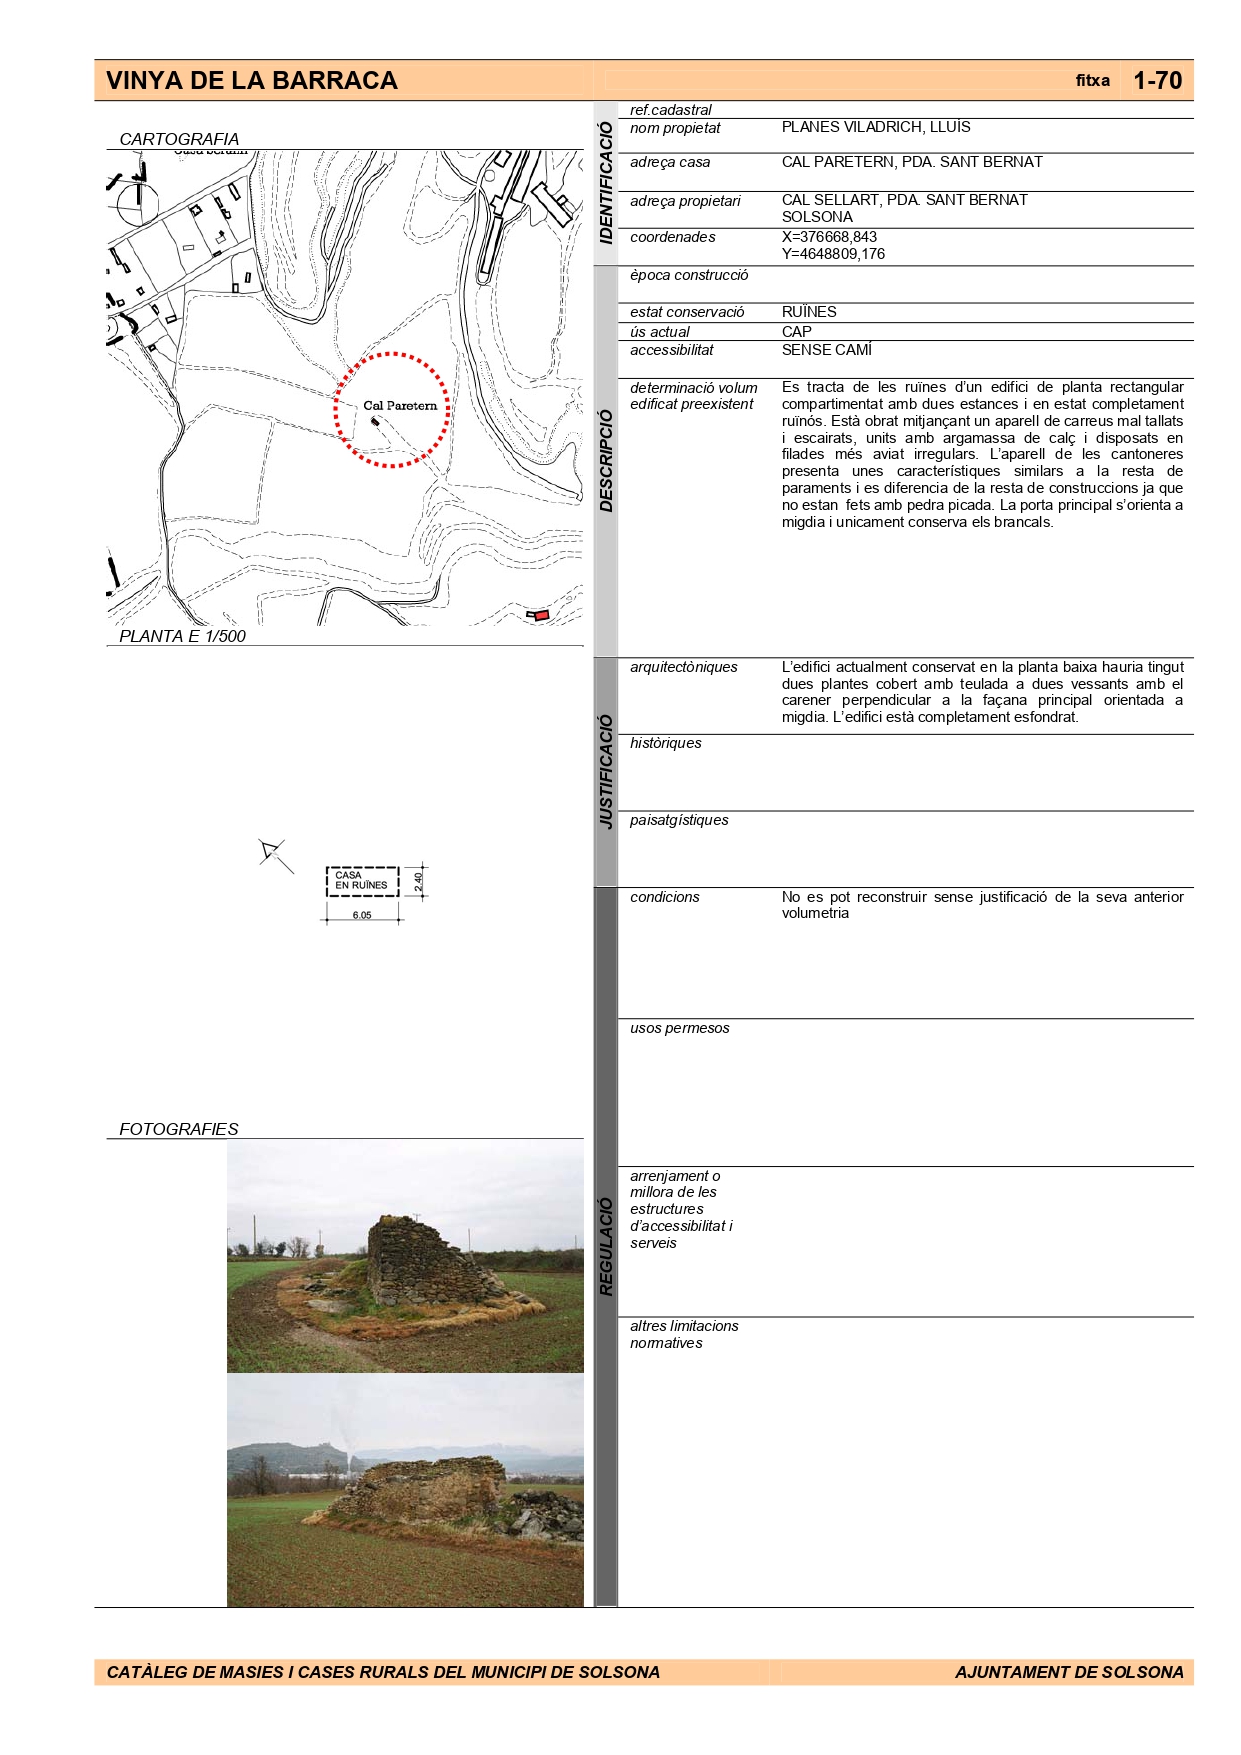 VINYA DE LA BARRACA
fitxa 1-70
CARTOGRAFIA
Cal Paretern
PLANTA E 1/500
CASA
EN RUÏNES
2.40
6.05
FOTOGRAFIES
IDENTIFICACIÓ
ref.cadastral
nom propietat PLANES VILADRICH, LLUÍS
adreça casa CAL PARETERN, PDA. SANT BERNAT
adreça propietari CAL SELLART, PDA. SANT BERNAT
SOLSONA
coordenades X=376668,843
Y=4648809,176
DESCRIPCIÓ
època construcció
estat conservació RUÏNES
ús actual CAP
accessibilitat SENSE CAMÍ
determinació volum
edificat preexistent
Es tracta de les ruïnes d'un edifici de planta rectangular
compartimentat amb dues estances i en estat completament
ruïnós. Està obrat mitjançant un aparell de carreus mal tallats
i escairats, units amb argamassa de calç i disposats en
filades més aviat irregulars. L'aparell de les cantoneres
presenta unes característiques similars a la resta de
paraments i es diferencia de la resta de construccions ja que
no estan fets amb pedra picada. La porta principal s'orienta a
migdia i unicament conserva els brancals.
JUSTIFICACIÓ
arquitectòniques
L'edifici actualment conservat en la planta baixa hauria tingut
dues plantes cobert amb teulada a dues vessants amb el
carener perpendicular a la façana principal orientada a
migdia. L'edifici està completament esfondrat.
històriques
paisatgístiques
REGULACIÓ
condicions
No es pot reconstruir sense justificació de la seva anterior
volumetria
usos permesos
arrenjament o
millora de les
estructures
d'accessibilitat i
serveis
altres limitacions
normatives
CATÀLEG DE MASIES I CASES RURALS DEL MUNICIPI DE SOLSONA
AJUNTAMENT DE SOLSONA